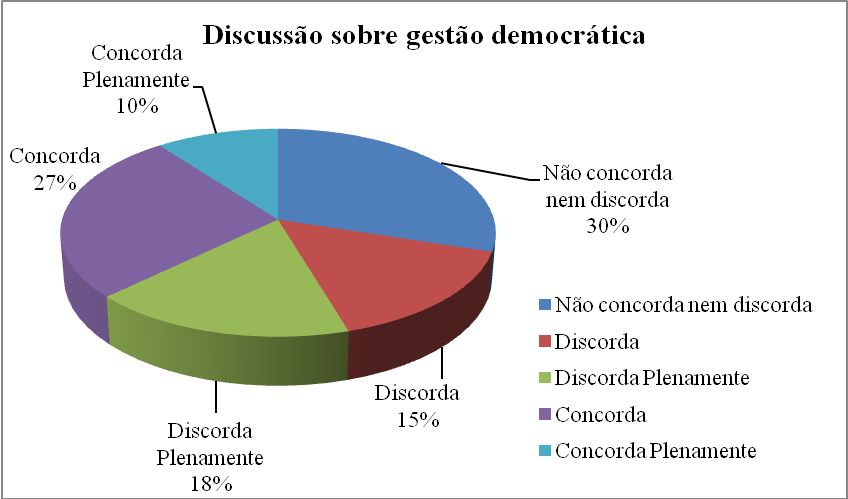 Discussão sobre gestão democrática
Concorda
Plenamente
10%
Concorda
27%
Não concorda
nem discorda
30%
Discorda
15%
Discorda
Plenamente
18%
Não concorda nem discorda
Discorda
Discorda Plenamente
Concorda
Concorda Plenamente